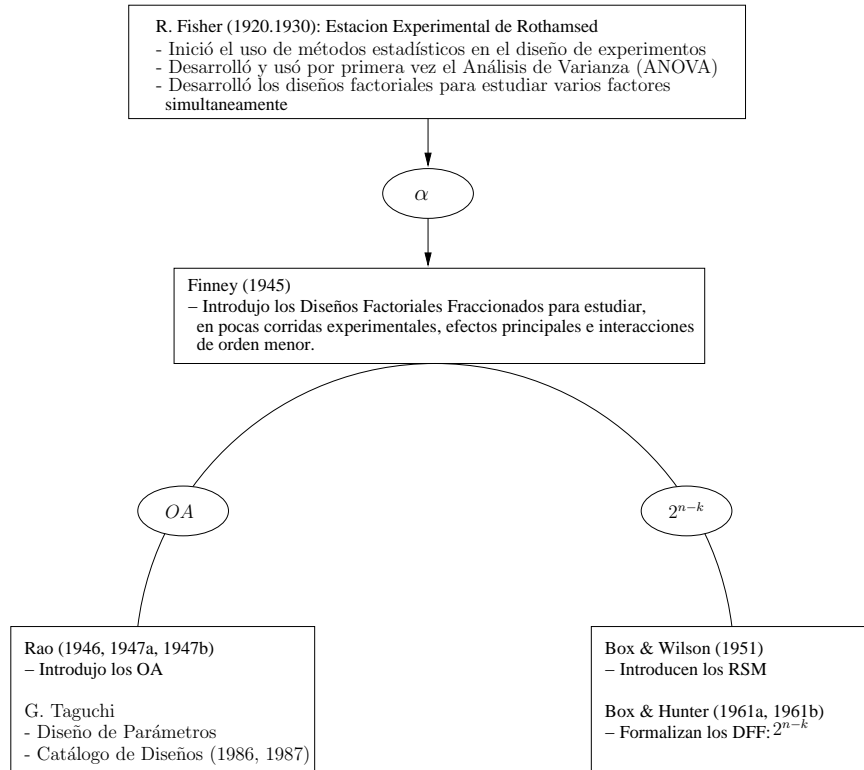 R. Fisher (1920.1930): Estacion Experimental de Rothamsed
- Inició el uso de métodos estadísticos en el diseño de experimentos
- Desarrolló y usó por primera vez el Análisis de Varianza (ANOVA)
- Desarrolló los diseños factoriales para estudiar varios factores
simultaneamente
α
Finney (1945)
– Introdujo los Diseños Factoriales Fraccionados para estudiar,
en pocas corridas experimentales, efectos principales e interacciones
de orden menor.
OA
2^{n−k}
Rao (1946, 1947a, 1947b)
– Introdujo los OA
G. Taguchi
- Diseño de Parámetros
- Catálogo de Diseños (1986, 1987)
Box & Wilson (1951)
– Introducen los RSM
Box & Hunter (1961a, 1961b)
– Formalizan los DFF: 2^{n−k}